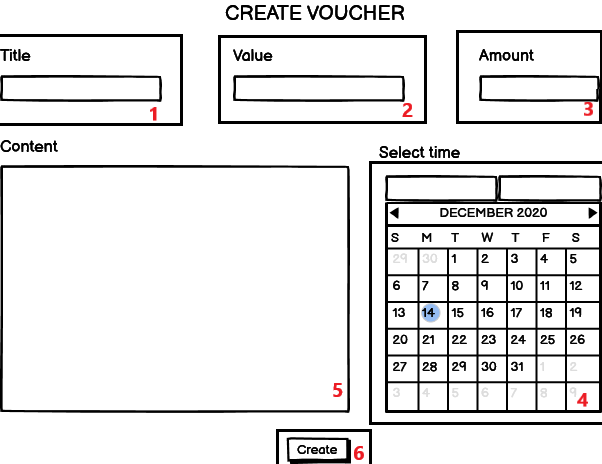 CREATE VOUCHER
Title
Value
Amount
1
2
3
Content
Select time
DECEMBER 2020
S M T W T F S
29 30 1 2 3 4 5
6 7 8 9 10 11 12
13 14 15 16 17 18 19
20 21 22 23 24 25 26
27 28 29 30 31 1 2
3 4 5 6 7 8 9
5
4
Create
6